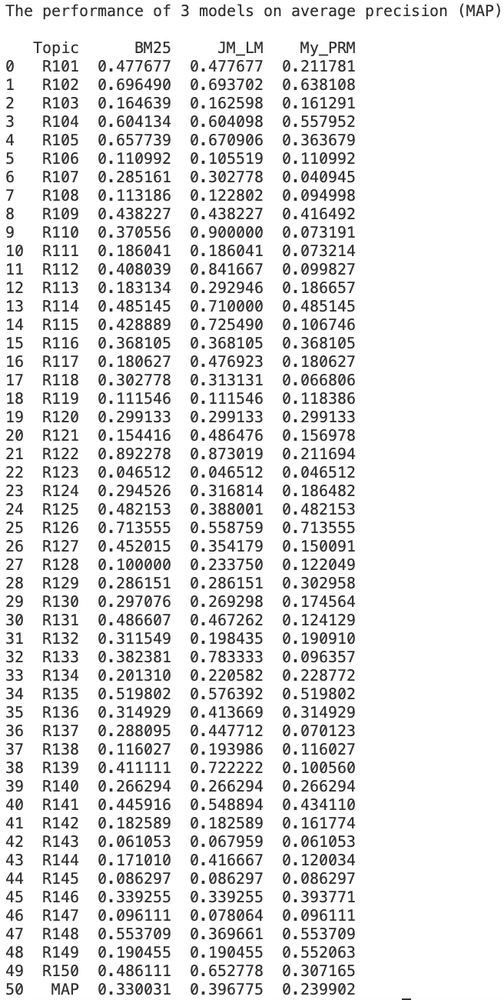 The performance of 3 models on average precision (MAP)
Topic BM25 JM_LM My_PRM
0 R101 0.477677 0.477677 0.211781
1 R102 0.696490 0.693702 0.638108
2 R103 0.164639 0.162598 0.161291
3 R104 0.604134 0.604098 0.557952
4 R105 0.657739 0.670906 0.363679
5 R106 0.110992 0.105519 0.110992
6 R107 0.285161 0.302778 0.040945
7 R108 0.113186 0.122802 0.094998
8 R109 0.438227 0.438227 0.416492
9 R110 0.370556 0.900000 0.073191
10 R111 0.186041 0.186041 0.073214
11 R112 0.408039 0.841667 0.099827
12 R113 0.183134 0.292946 0.186657
13 R114 0.485145 0.710000 0.485145
14 R115 0.428889 0.725490 0.106746
15 R116 0.368105 0.368105 0.368105
16 R117 0.180627 0.476923 0.180627
17 R118 0.302778 0.313131 0.066806
18 R119 0.111546 0.111546 0.118386
19 R120 0.299133 0.299133 0.299133
20 R121 0.154416 0.486476 0.156978
21 R122 0.892278 0.873019 0.211694
22 R123 0.046512 0.046512 0.046512
23 R124 0.294526 0.316814 0.186482
24 R125 0.482153 0.388001 0.482153
25 R126 0.713555 0.558759 0.713555
26 R127 0.452015 0.354179 0.150091
27 R128 0.100000 0.233750 0.122049
28 R129 0.286151 0.286151 0.302958
29 R130 0.297076 0.269298 0.174564
30 R131 0.486607 0.467262 0.124129
31 R132 0.311549 0.198435 0.190910
32 R133 0.382381 0.783333 0.096357
33 R134 0.201310 0.220582 0.228772
34 R135 0.519802 0.576392 0.519802
35 R136 0.314929 0.413669 0.314929
36 R137 0.288095 0.447712 0.070123
37 R138 0.116027 0.193986 0.116027
38 R139 0.411111 0.722222 0.100560
39 R140 0.266294 0.266294 0.266294
40 R141 0.445916 0.548894 0.434110
41 R142 0.182589 0.182589 0.161774
42 R143 0.061053 0.067959 0.061053
43 R144 0.171010 0.416667 0.120034
44 R145 0.086297 0.086297 0.086297
45 R146 0.339255 0.339255 0.393771
46 R147 0.096111 0.078064 0.096111
47 R148 0.553709 0.369661 0.553709
48 R149 0.190455 0.190455 0.552063
49 R150 0.486111 0.652778 0.307165
50 MAP 0.330031 0.396775 0.239902